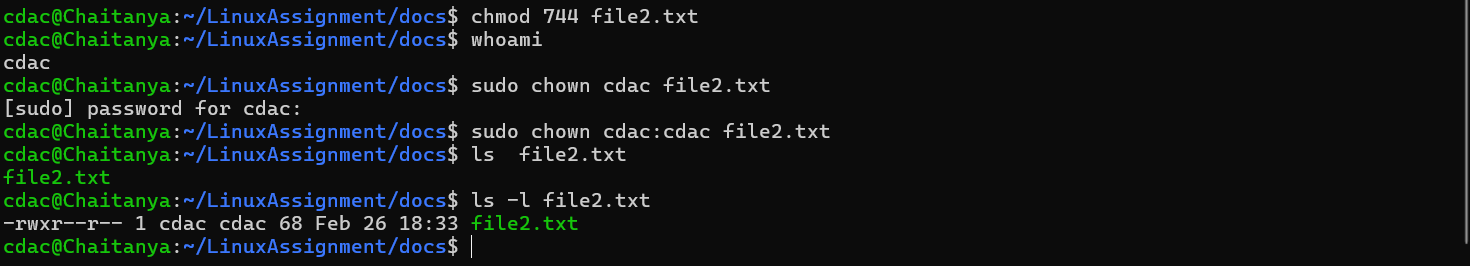 cdac@Chaitanya:~/LinuxAssignment/docs$ chmod 744 file2.txt
cdac@Chaitanya:~/LinuxAssignment/docs$ whoami
cdac
cdac@Chaitanya:~/LinuxAssignment/docs$ sudo chown cdac file2.txt
[sudo] password for cdac:
cdac@Chaitanya:~/LinuxAssignment/docs$ sudo chown cdac:cdac file2.txt
cdac@Chaitanya:~/LinuxAssignment/docs$ ls  file2.txt
file2.txt
cdac@Chaitanya:~/LinuxAssignment/docs$ ls -l file2.txt
-rwxr--r-- 1 cdac cdac 68 Feb 26 18:33 file2.txt
cdac@Chaitanya:~/LinuxAssignment/docs$